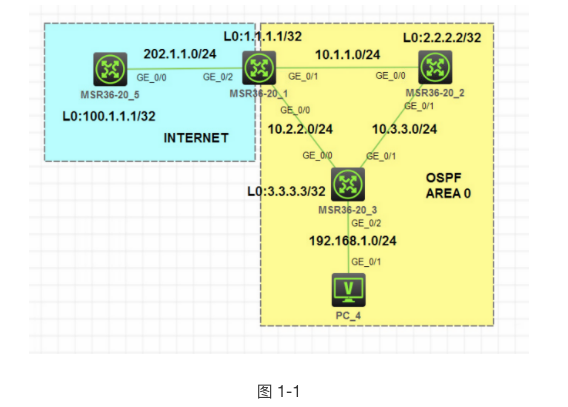 L0:1.1.1.1/32
L0:2.2.2.2/32
202.1.1.0/24
10.1.1.0/24
GE_0/0
GE_0/2
GE_0/1
GE_0/0
MSR36-20_5
MSR36-20_1
MSR36-20_2
GE_0/1
GE_0/0
L0:100.1.1.1/32
INTERNET
10.2.2.0/24
10.3.3.0/24
GE_0/0
GE_0/1
OSPF
AREA 0
L0:3.3.3.3/32
MSR36-20_3
GE_0/2
192.168.1.0/24
GE_0/1
V
PC_4
图 1-1